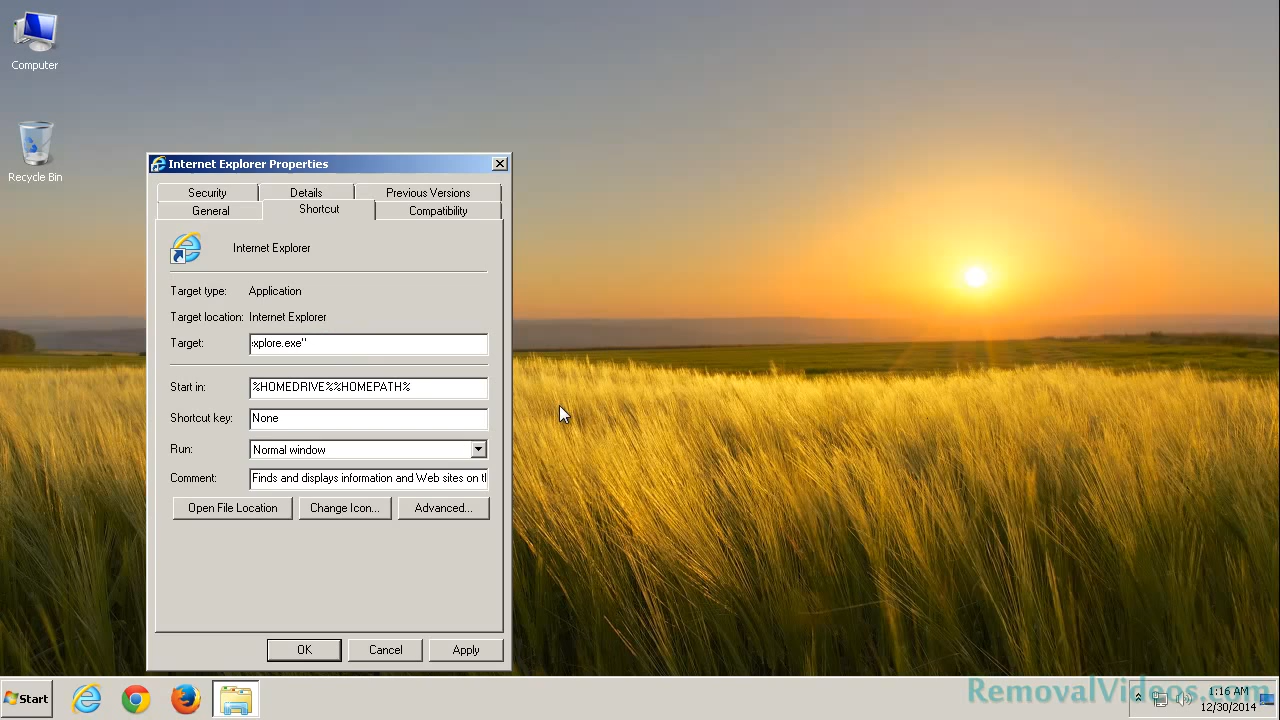 Computer
Recycle Bin
Internet Explorer Properties
Security Details Previous Versions
General Shortcut Compatibility
Internet Explorer
Target type: Application
Target location: Internet Explorer
Target: xplore.exe"
Start in: %HOMEDRIVE%%HOMEPATH%
Shortcut key: None
Run: Normal window
Comment: Finds and displays information and Web sites on th
Open File Location Change Icon... Advanced...
OK Cancel Apply
Start
RemovalVideos.com
1:16 AM
12/30/2014